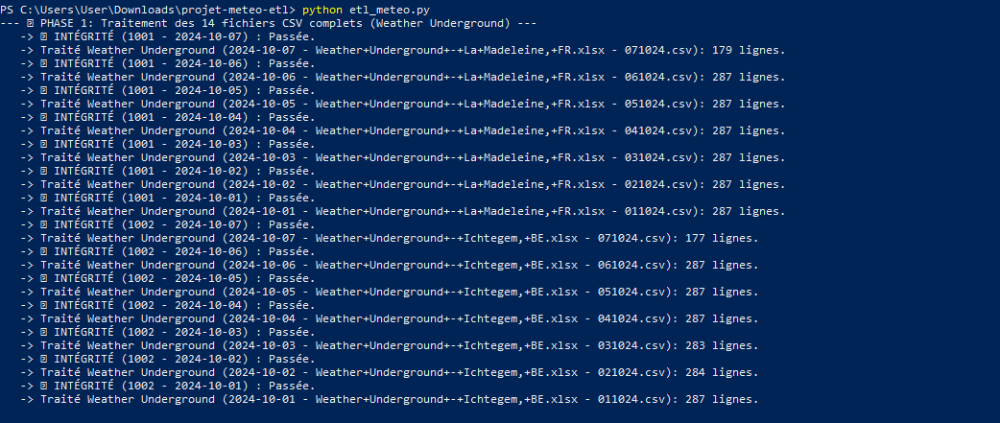 PS C:\Users\User\Downloads\projet-meteo-etl> python etl_meteo.py
--- PHASE 1: Traitement des 14 fichiers CSV complets (Weather Underground) ---
-> INTÉGRITÉ (1001 - 2024-10-07) : Passée.
-> Traité Weather Underground (2024-10-07 - Weather+Underground+-+La+Madeleine,+FR.xlsx - 071024.csv): 179 lignes.
-> INTÉGRITÉ (1001 - 2024-10-06) : Passée.
-> Traité Weather Underground (2024-10-06 - Weather+Underground+-+La+Madeleine,+FR.xlsx - 061024.csv): 287 lignes.
-> INTÉGRITÉ (1001 - 2024-10-05) : Passée.
-> Traité Weather Underground (2024-10-05 - Weather+Underground+-+La+Madeleine,+FR.xlsx - 051024.csv): 287 lignes.
-> INTÉGRITÉ (1001 - 2024-10-04) : Passée.
-> Traité Weather Underground (2024-10-04 - Weather+Underground+-+La+Madeleine,+FR.xlsx - 041024.csv): 287 lignes.
-> INTÉGRITÉ (1001 - 2024-10-03) : Passée.
-> Traité Weather Underground (2024-10-03 - Weather+Underground+-+La+Madeleine,+FR.xlsx - 031024.csv): 287 lignes.
-> INTÉGRITÉ (1001 - 2024-10-02) : Passée.
-> Traité Weather Underground (2024-10-02 - Weather+Underground+-+La+Madeleine,+FR.xlsx - 021024.csv): 287 lignes.
-> INTÉGRITÉ (1001 - 2024-10-01) : Passée.
-> Traité Weather Underground (2024-10-01 - Weather+Underground+-+La+Madeleine,+FR.xlsx - 011024.csv): 287 lignes.
-> INTÉGRITÉ (1002 - 2024-10-07) : Passée.
-> Traité Weather Underground (2024-10-07 - Weather+Underground+-+Ichtegem,+BE.xlsx - 071024.csv): 177 lignes.
-> INTÉGRITÉ (1002 - 2024-10-06) : Passée.
-> Traité Weather Underground (2024-10-06 - Weather+Underground+-+Ichtegem,+BE.xlsx - 061024.csv): 287 lignes.
-> INTÉGRITÉ (1002 - 2024-10-05) : Passée.
-> Traité Weather Underground (2024-10-05 - Weather+Underground+-+Ichtegem,+BE.xlsx - 051024.csv): 287 lignes.
-> INTÉGRITÉ (1002 - 2024-10-04) : Passée.
-> Traité Weather Underground (2024-10-04 - Weather+Underground+-+Ichtegem,+BE.xlsx - 041024.csv): 287 lignes.
-> INTÉGRITÉ (1002 - 2024-10-03) : Passée.
-> Traité Weather Underground (2024-10-03 - Weather+Underground+-+Ichtegem,+BE.xlsx - 031024.csv): 283 lignes.
-> INTÉGRITÉ (1002 - 2024-10-02) : Passée.
-> Traité Weather Underground (2024-10-02 - Weather+Underground+-+Ichtegem,+BE.xlsx - 021024.csv): 284 lignes.
-> INTÉGRITÉ (1002 - 2024-10-01) : Passée.
-> Traité Weather Underground (2024-10-01 - Weather+Underground+-+Ichtegem,+BE.xlsx - 011024.csv): 287 lignes.